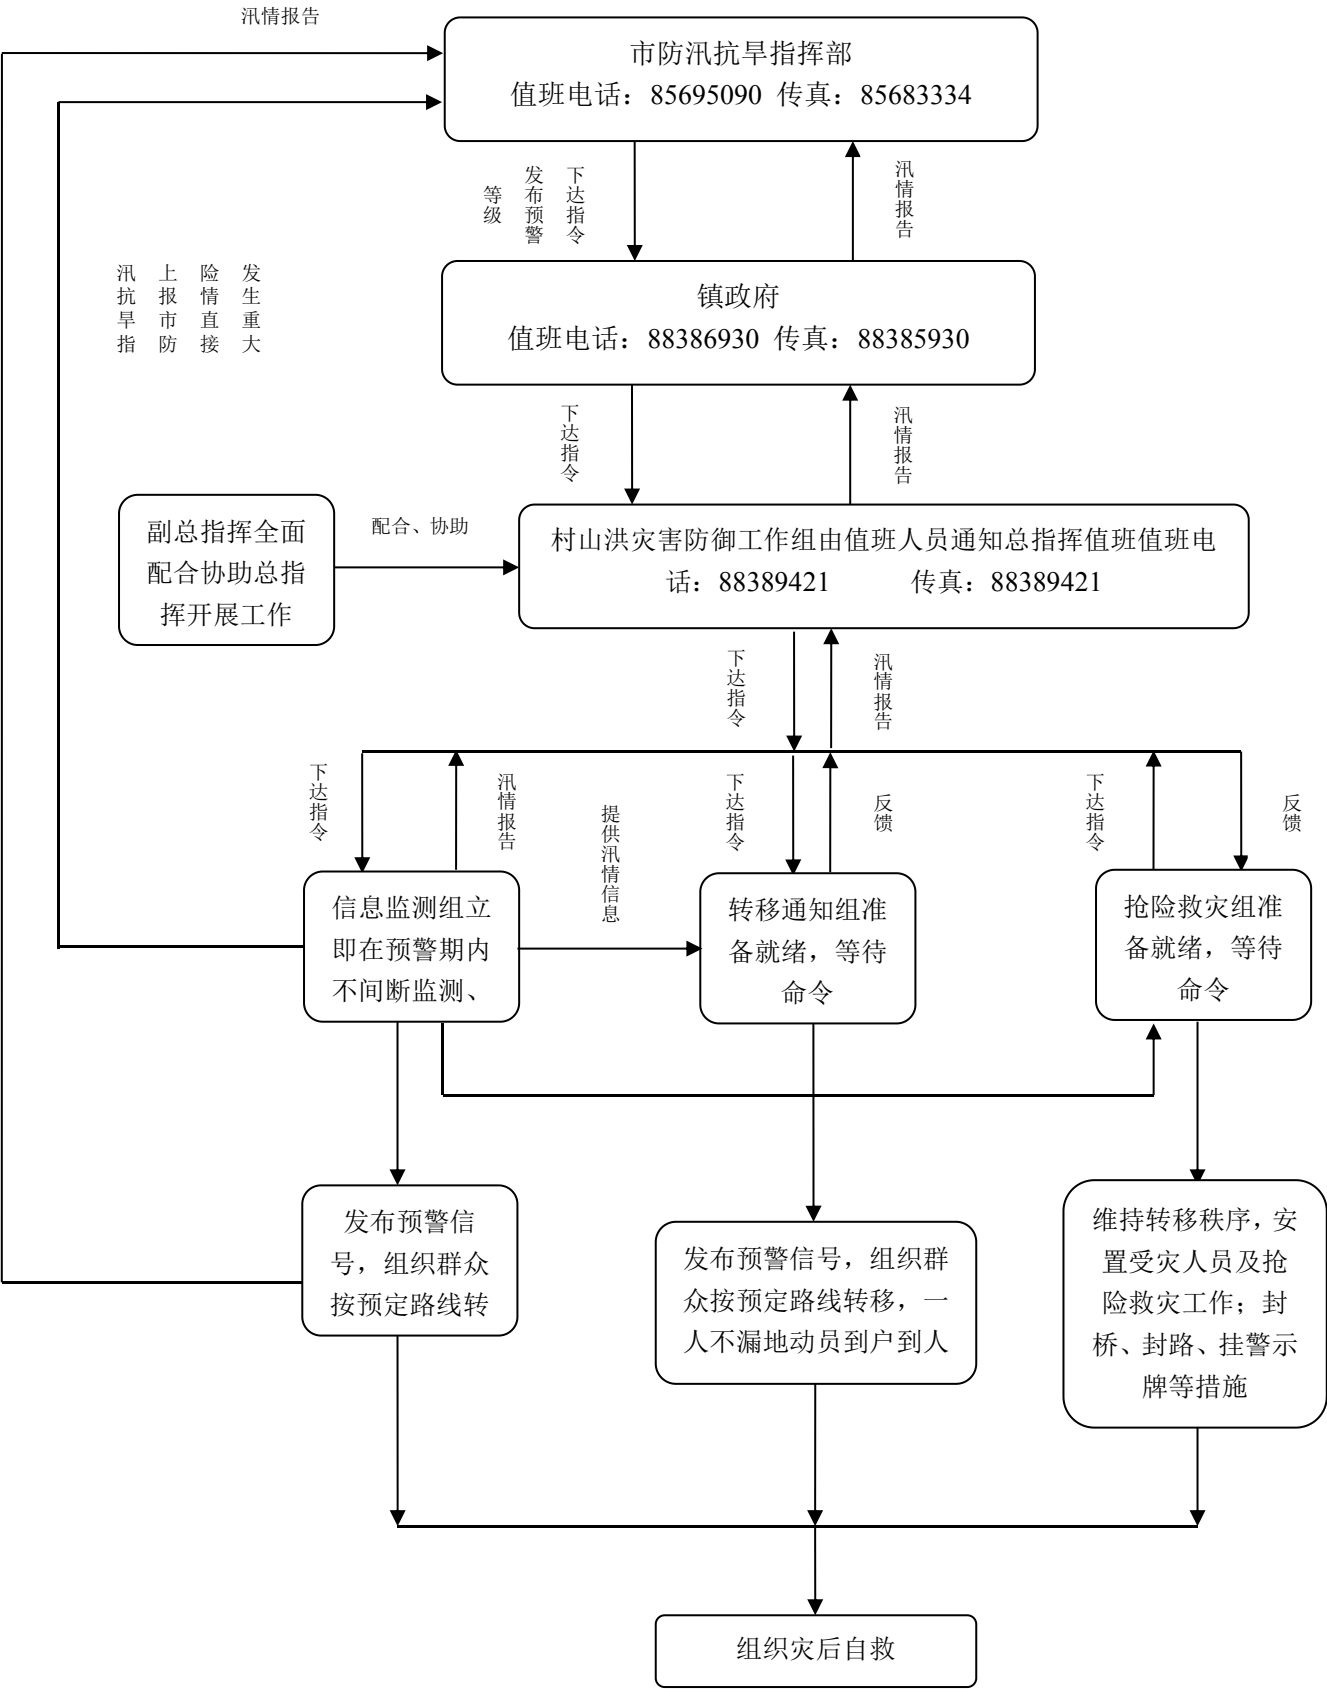 汛情报告
市防汛抗旱指挥部
值班电话：85695090 传真：85683334
下达指令
发布预警
等级
汛情报告
发生重大
险情直接
上报市防
汛抗旱指
镇政府
值班电话：88386930 传真：88385930
下达指令
汛情报告
副总指挥全面
配合协助总指
挥开展工作
配合、协助
村山洪灾害防御工作组由值班人员通知总指挥值班值班电
话：88389421 传真：88389421
下达指令
汛情报告
下达指令
汛情报告
提供汛情信息
下达指令
反馈
下达指令
反馈
信息监测组立
即在预警期内
不间断监测、
转移通知组准
备就绪，等待
命令
抢险救灾组准
备就绪，等待
命令
发布预警信
号，组织群众
按预定路线转
发布预警信号，组织群
众按预定路线转移，一
人不漏地动员到户到人
维持转移秩序，安
置受灾人员及抢
险救灾工作；封
桥、封路、挂警示
牌等措施
组织灾后自救